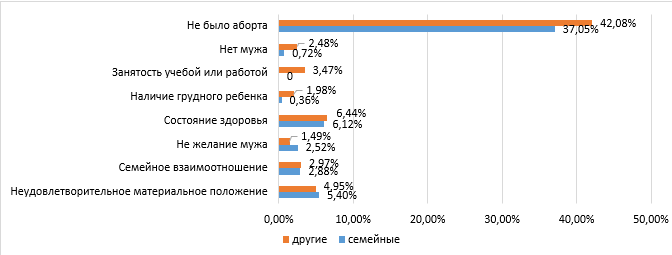 Не было аборта 42,08%
37,05%
Нет мужа 2,48%
0,72%
Занятость учебой или работой 3,47%
0
Наличие грудного ребенка 1,98%
0,36%
Состояние здоровья 6,44%
6,12%
Не желание мужа 1,49%
2,52%
Семейное взаимоотношение 2,97%
2,88%
Неудовлетворительное материальное положение 4,95%
5,40%
0,00% 10,00% 20,00% 30,00% 40,00% 50,00%
другие семейные